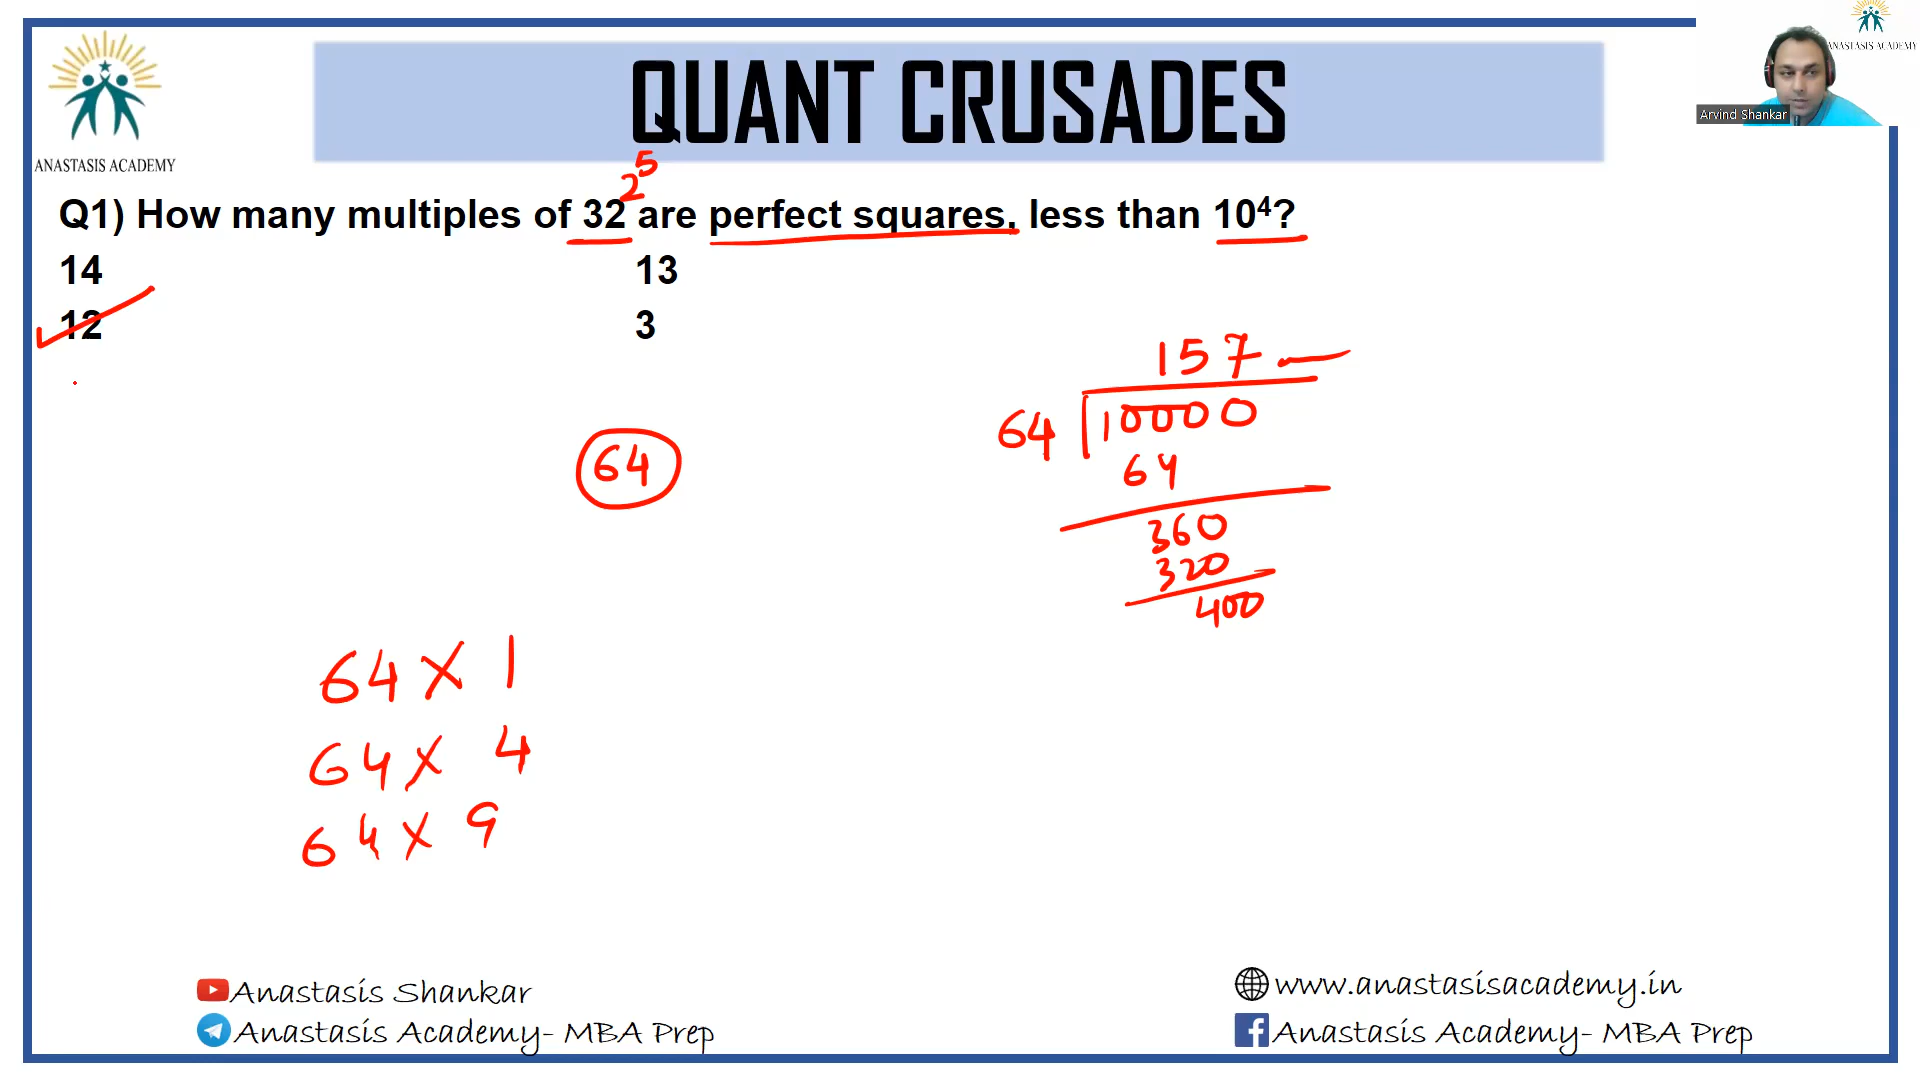 ANASTASIS ACADEMY
QUANT CRUSADES
ANASTASIS ACADEMY
Arvind Shankar
2⁵
Q1) How many multiples of 32 are perfect squares, less than 10⁴?
14
13
12
3
157
64 10000
64
64
360
320
400
64 X 1
64 X 4
64 X 9
Anastasis Shankar
www.anastasisacademy.in
Anastasis Academy- MBA Prep
Anastasis Academy- MBA Prep